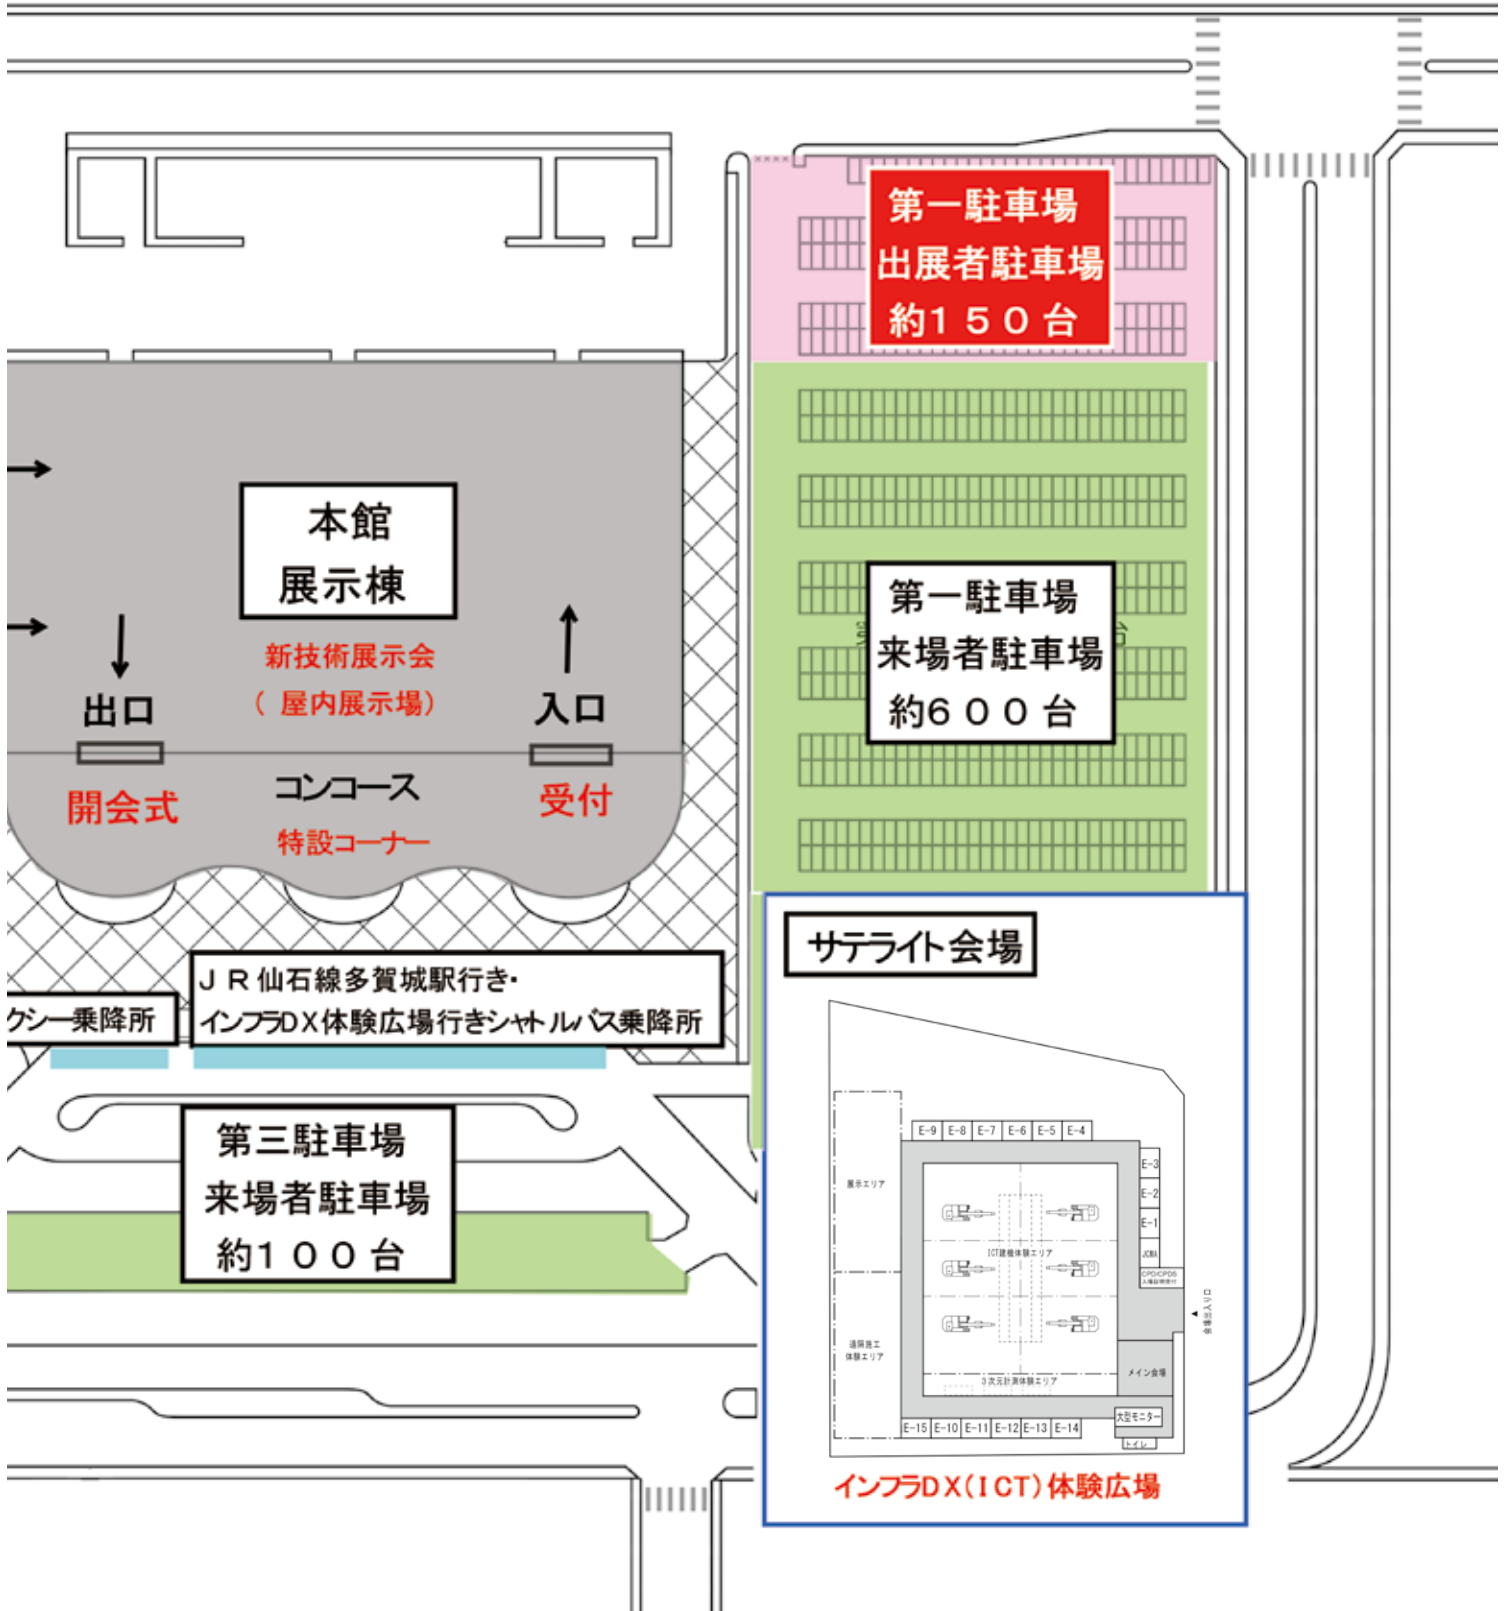 第一駐車場
出展者駐車場
約150台
本館
展示棟
新技術展示会
(屋内展示場)
出口
入口
開会式
コンコース
受付
特設コーナー
第一駐車場
来場者駐車場
約600台
クシー乗降所
JR仙石線多賀城駅行き・
インフラDX体験広場行きシャトルバス乗降所
第三駐車場
来場者駐車場
約100台
サテライト会場
E-9 E-8 E-7 E-6 E-5 E-4
E-3
E-2
E-1
JCMA
CPD/CPDS
展示エリア
ICT建機体験エリア
会場出入り口
遠隔施工
体験エリア
3次元計測体験エリア
メイン会場
大型モニター
トイレ
E-15 E-10 E-11 E-12 E-13 E-14
インフラDX(ICT)体験広場